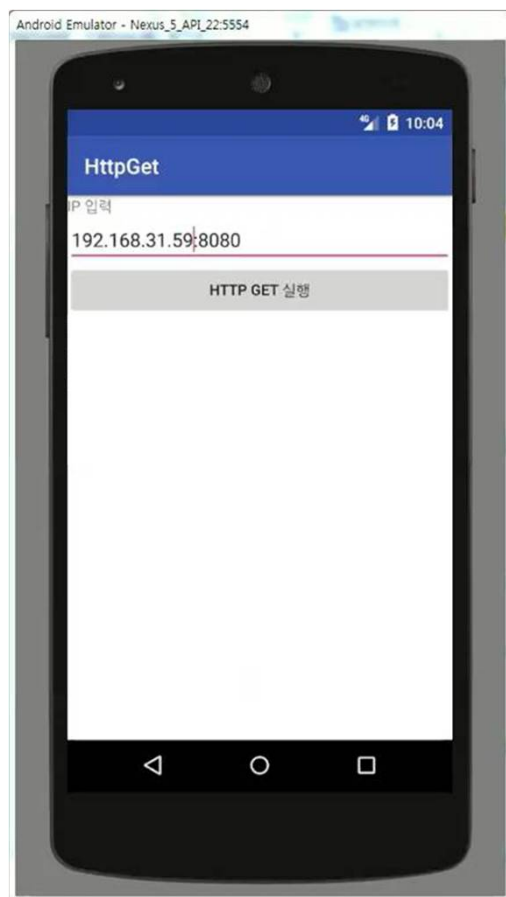 Android Emulator - Nexus_5_API_22:5554
4G 10:04
HttpGet
IP 입력
192.168.31.59:8080
HTTP GET 실행